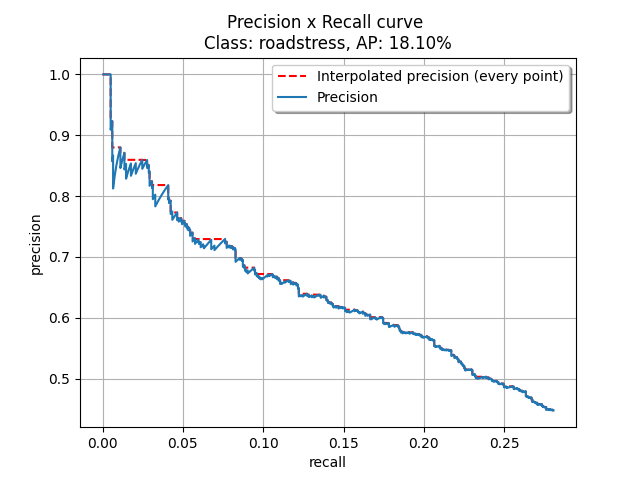 Precision x Recall curve
Class: roadstress, AP: 18.10%
Interpolated precision (every point)
Precision
1.0
0.9
0.8
0.7
0.6
0.5
precision
0.00 0.05 0.10 0.15 0.20 0.25
recall